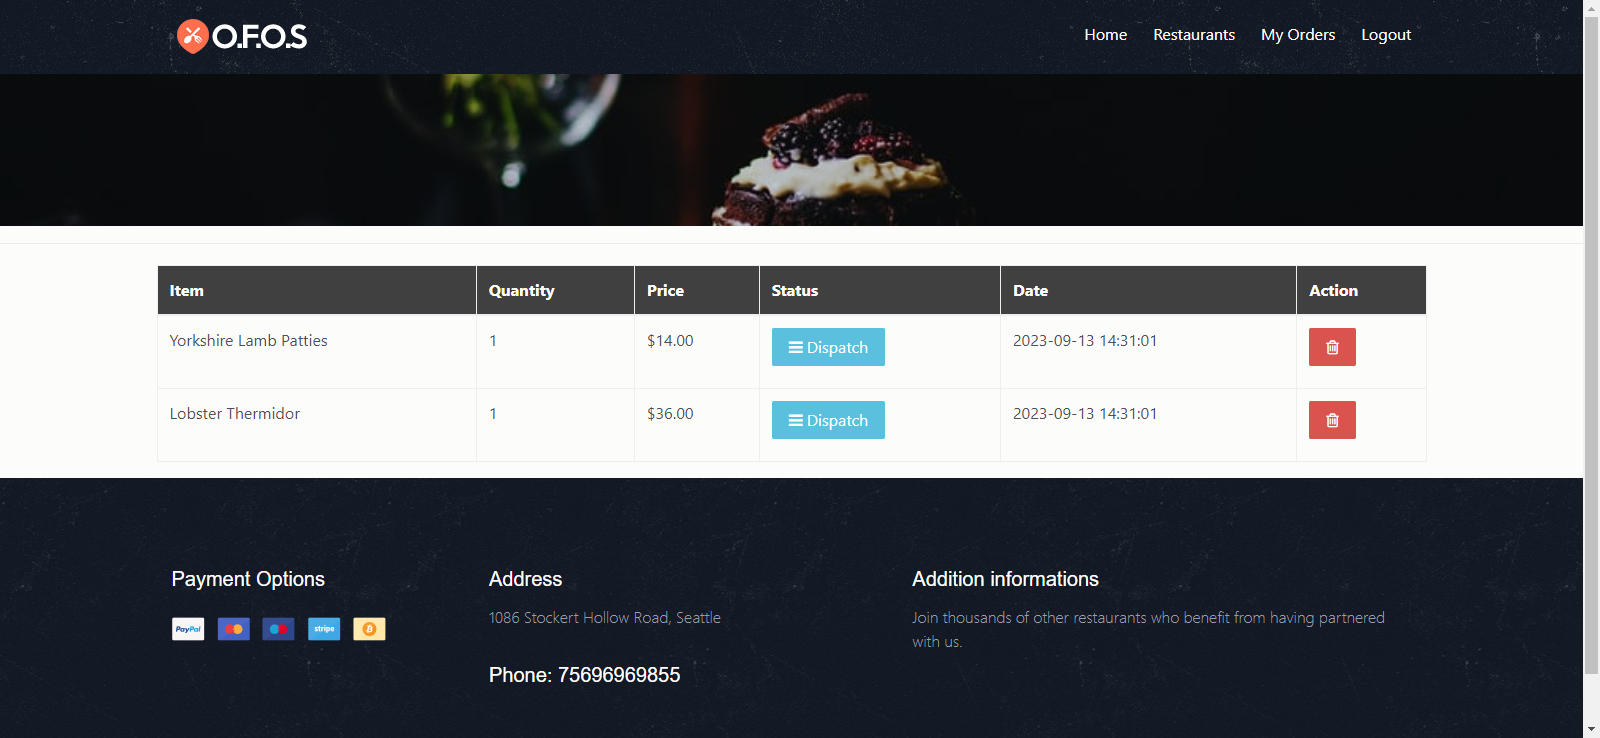 O.F.O.S
Home Restaurants My Orders Logout
Item Quantity Price Status Date Action
Yorkshire Lamb Patties 1 $14.00 Dispatch 2023-09-13 14:31:01
Lobster Thermidor 1 $36.00 Dispatch 2023-09-13 14:31:01
Payment Options Address Addition informations
PayPal stripe
1086 Stockert Hollow Road, Seattle
Join thousands of other restaurants who benefit from having partnered
with us.
Phone: 75696969855